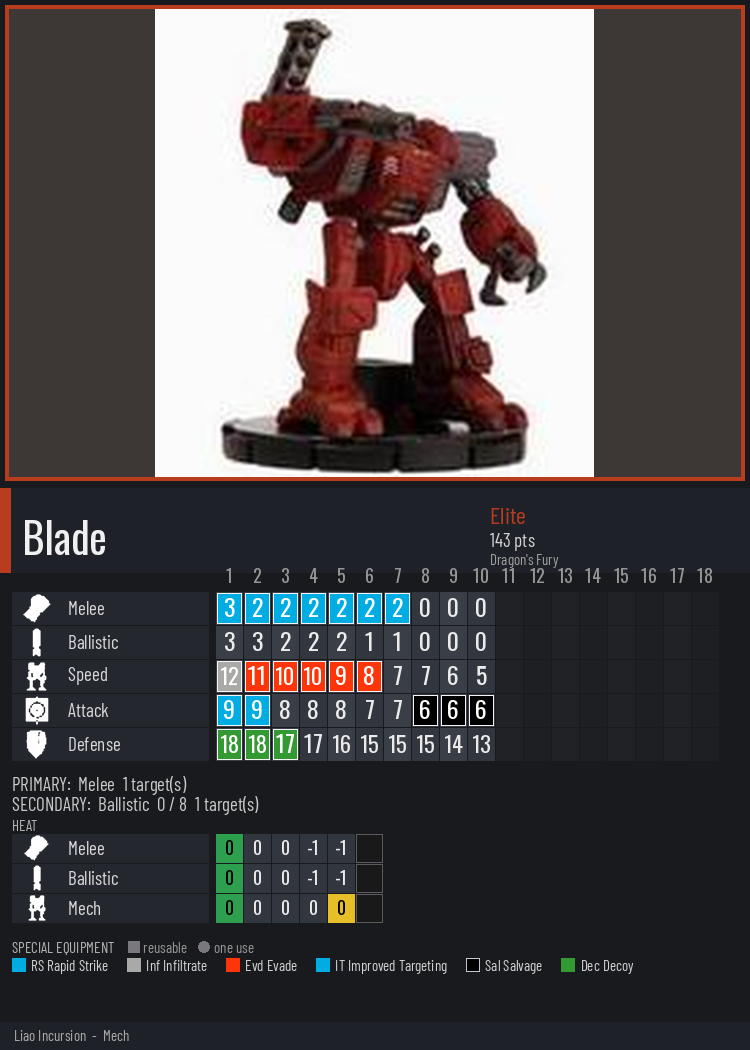 Blade
Elite
143 pts
Dragon's Fury
1 2 3 4 5 6 7 8 9 10 11 12 13 14 15 16 17 18
Melee 3 2 2 2 2 2 2 0 0 0
Ballistic 3 3 2 2 2 1 1 0 0 0
Speed 12 11 10 10 9 8 7 7 6 5
Attack 9 9 8 8 8 7 7 6 6 6
Defense 18 18 17 17 16 15 15 15 14 13
PRIMARY: Melee 1 target(s)
SECONDARY: Ballistic 0 / 8 1 target(s)
HEAT
Melee 0 0 0 -1 -1
Ballistic 0 0 0 -1 -1
Mech 0 0 0 0 0
SPECIAL EQUIPMENT reusable one use
RS Rapid Strike Inf Infiltrate Evd Evade IT Improved Targeting Sal Salvage Dec Decoy
Liao Incursion - Mech